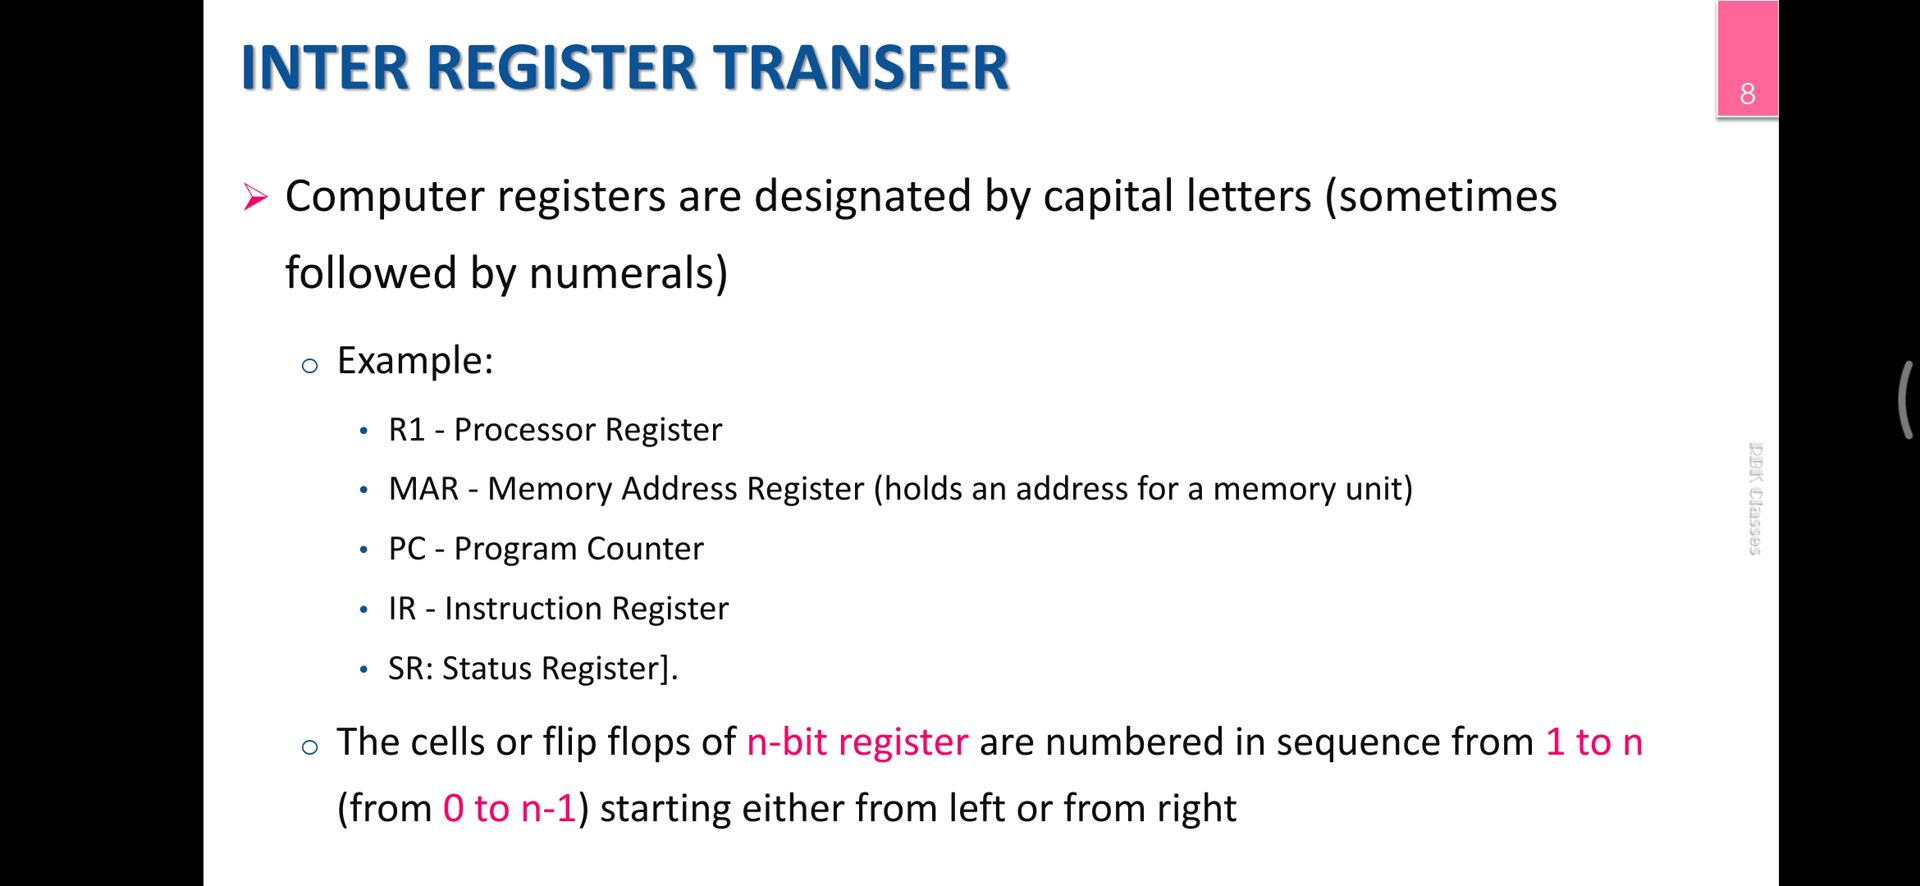 INTER REGISTER TRANSFER
8
Computer registers are designated by capital letters (sometimes
followed by numerals)
Example:
R1 - Processor Register
MAR - Memory Address Register (holds an address for a memory unit)
PC - Program Counter
IR - Instruction Register
SR: Status Register].
The cells or flip flops of n-bit register are numbered in sequence from 1 to n
(from 0 to n-1) starting either from left or from right
RBK Classes